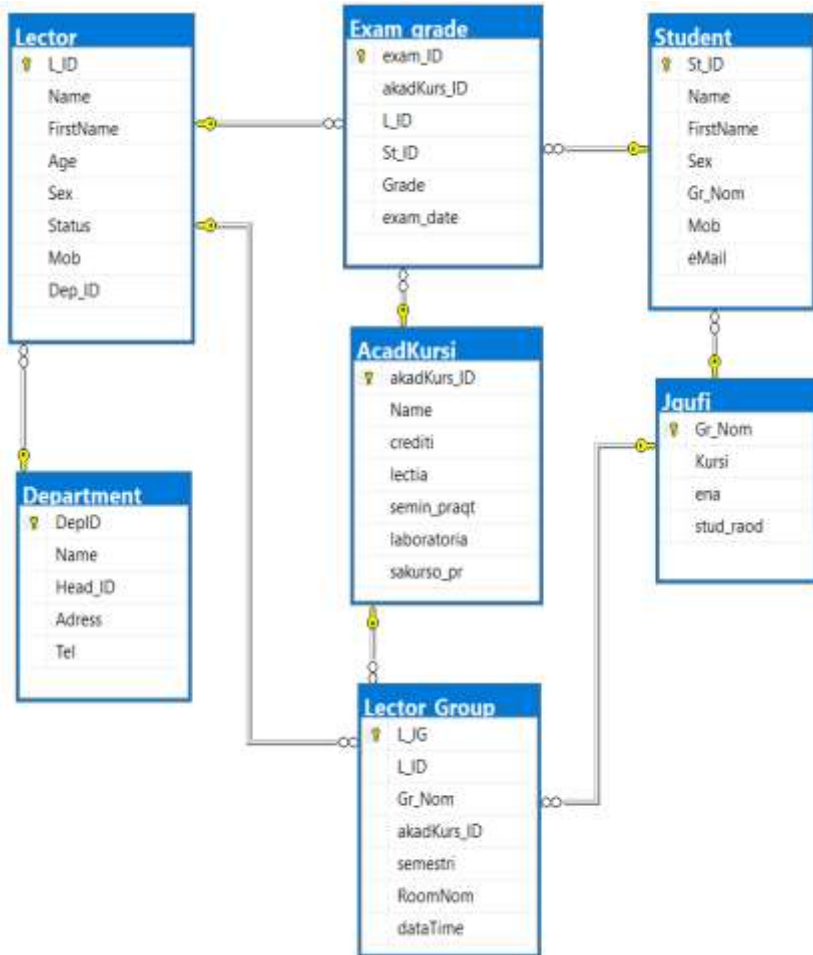 Lector
L_ID
Name
FirstName
Age
Sex
Status
Mob
Dep_ID
Exam_grade
exam_ID
akadKurs_ID
L_ID
St_ID
Grade
exam_date
Student
St_ID
Name
FirstName
Sex
Gr_Nom
Mob
eMail
AcadKursi
akadKurs_ID
Name
crediti
lectia
semin_praqt
laboratoria
sakurso_pr
Jgufi
Gr_Nom
Kursi
ena
stud_raod
Department
DepID
Name
Head_ID
Adress
Tel
Lector_Group
L_IG
L_ID
Gr_Nom
akadKurs_ID
semestri
RoomNom
dataTime